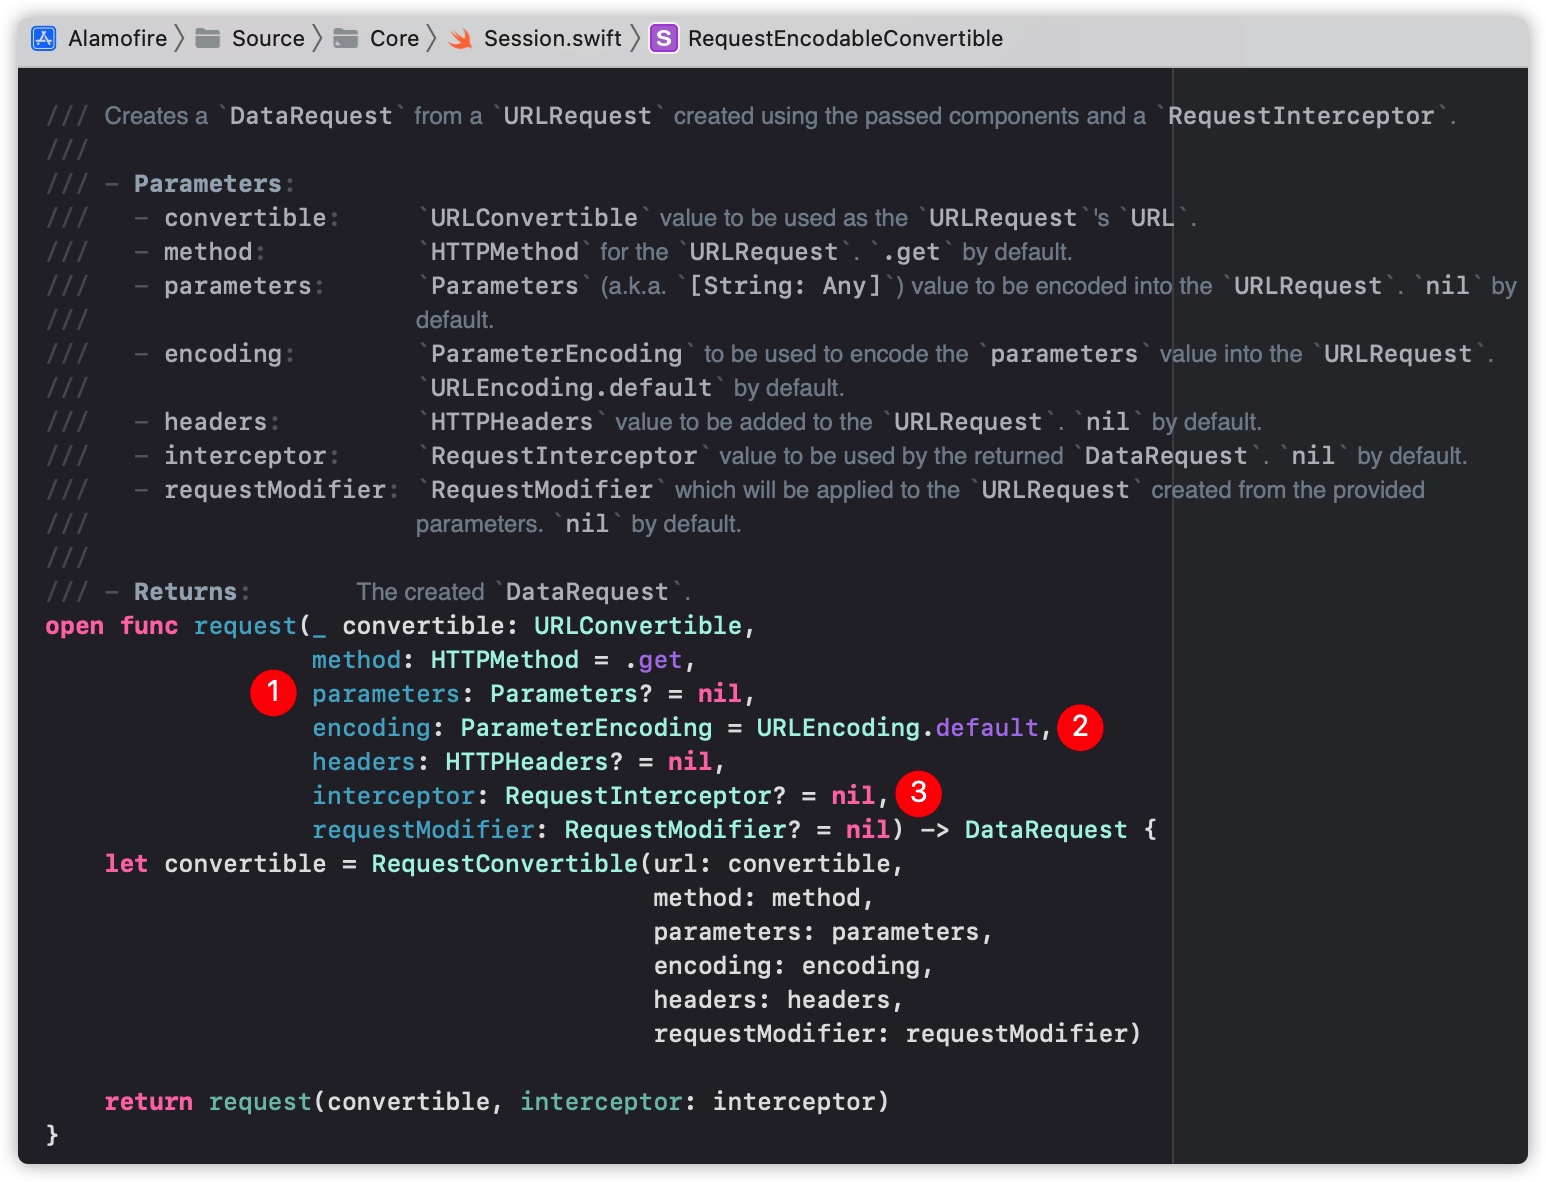 Alamofire › Source › Core › Session.swift › S RequestEncodableConvertible
/// Creates a `DataRequest` from a `URLRequest` created using the passed components and a `RequestInterceptor`.
///
/// - Parameters:
///   - convertible:     `URLConvertible` value to be used as the `URLRequest`'s `URL`.
///   - method:          `HTTPMethod` for the `URLRequest`. `.get` by default.
///   - parameters:      `Parameters` (a.k.a. `[String: Any]`) value to be encoded into the `URLRequest`. `nil` by
///                      default.
///   - encoding:        `ParameterEncoding` to be used to encode the `parameters` value into the `URLRequest`.
///                      `URLEncoding.default` by default.
///   - headers:         `HTTPHeaders` value to be added to the `URLRequest`. `nil` by default.
///   - interceptor:     `RequestInterceptor` value to be used by the returned `DataRequest`. `nil` by default.
///   - requestModifier: `RequestModifier` which will be applied to the `URLRequest` created from the provided
///                      parameters. `nil` by default.
///
/// - Returns:       The created `DataRequest`.
open func request(_ convertible: URLConvertible,
                  method: HTTPMethod = .get,
              1   parameters: Parameters? = nil,
                  encoding: ParameterEncoding = URLEncoding.default, 2
                  headers: HTTPHeaders? = nil,
                  interceptor: RequestInterceptor? = nil, 3
                  requestModifier: RequestModifier? = nil) -> DataRequest {
    let convertible = RequestConvertible(url: convertible,
                                         method: method,
                                         parameters: parameters,
                                         encoding: encoding,
                                         headers: headers,
                                         requestModifier: requestModifier)

    return request(convertible, interceptor: interceptor)
}